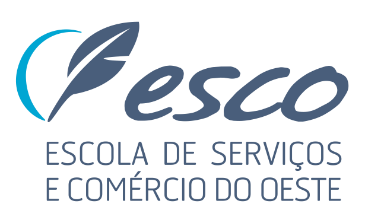 esco
ESCOLA DE SERVIÇOS
E COMÉRCIO DO OESTE